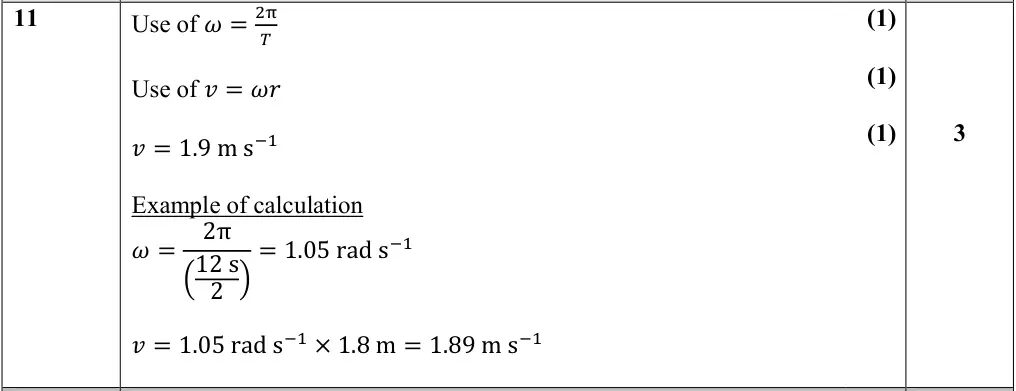 11 Use of ω = 2π/T (1)
Use of v = ωr (1)
v = 1.9 m s⁻¹ (1) 3
Example of calculation
ω = 2π/(12 s/2) = 1.05 rad s⁻¹
v = 1.05 rad s⁻¹ × 1.8 m = 1.89 m s⁻¹